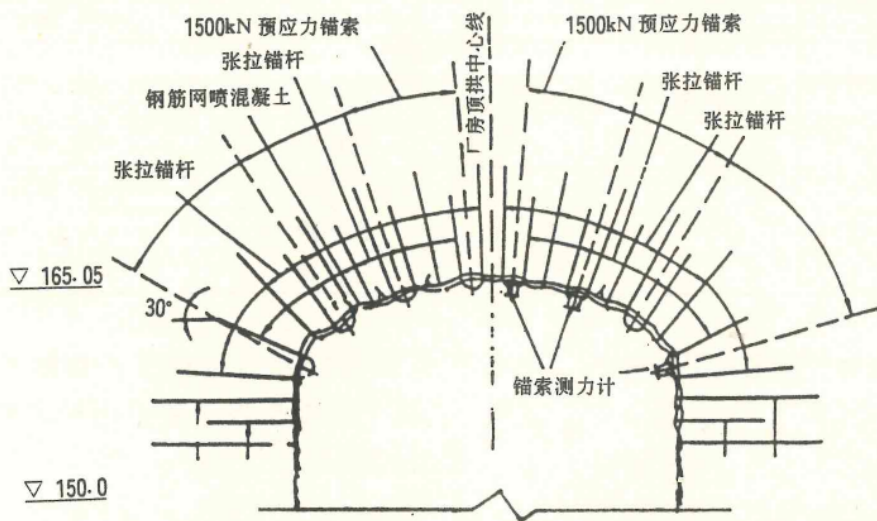 1500kN 预应力锚索
张拉锚杆
钢筋网喷混凝土
张拉锚杆
厂房顶拱中心线
1500kN 预应力锚索
张拉锚杆
张拉锚杆
▽ 165.05
30°
锚索测力计
▽ 150.0